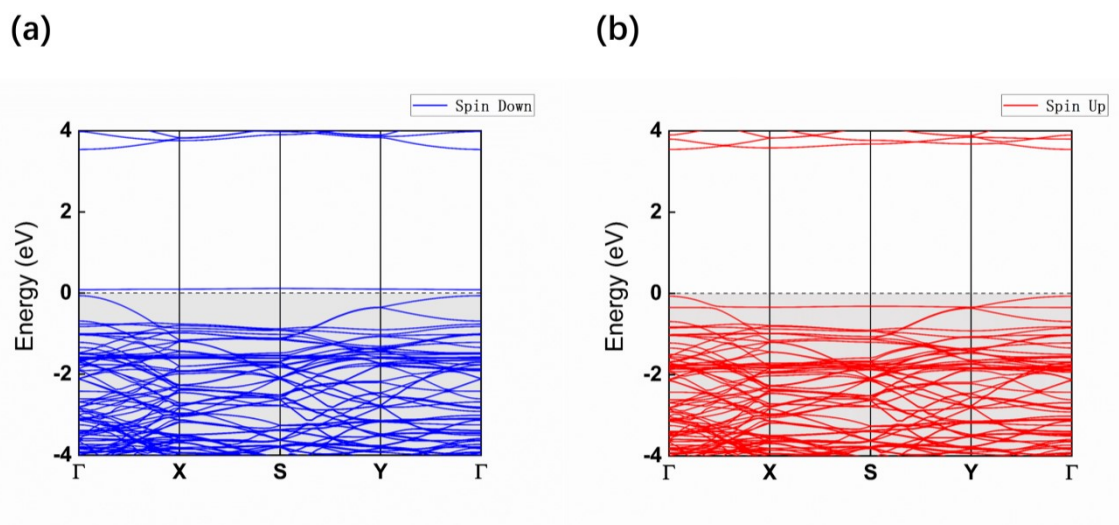 (a)
(b)
Spin Down
Spin Up
Energy (eV)
4
2
0
-2
-4
Γ X S Y Γ
Energy (eV)
4
2
0
-2
-4
Γ X S Y Γ